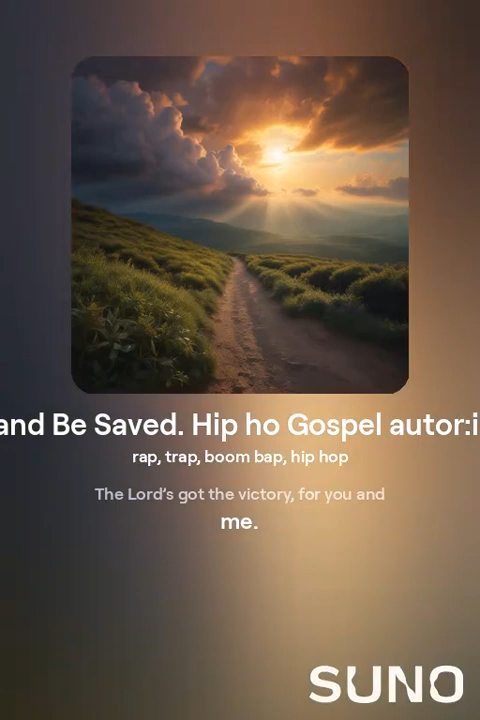 and Be Saved. Hip ho Gospel autor:i
rap, trap, boom bap, hip hop
The Lord’s got the victory, for you and
me.
SUNO